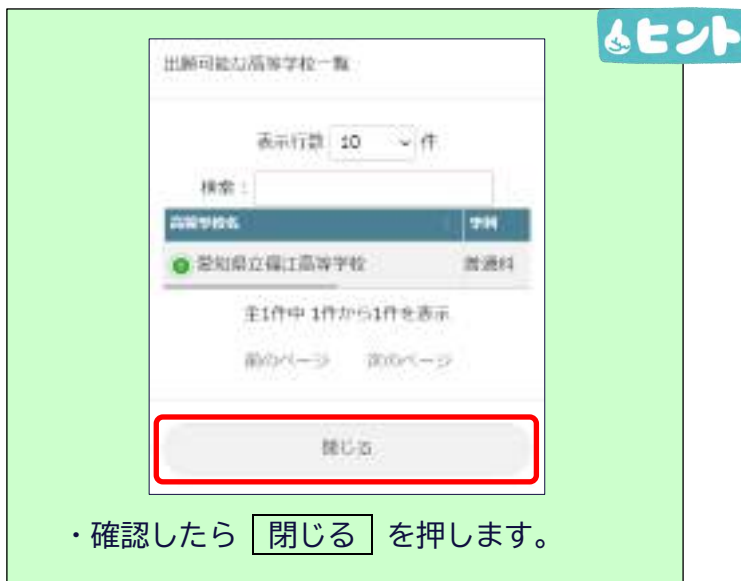 ヒント
出願可能な高等学校一覧
表示行数 10 件
検索：
高等学校名 学科
愛知県立福江高等学校 普通科
全1件中 1件から1件を表示
前のページ 次のページ
閉じる
・確認したら 閉じる を押します。